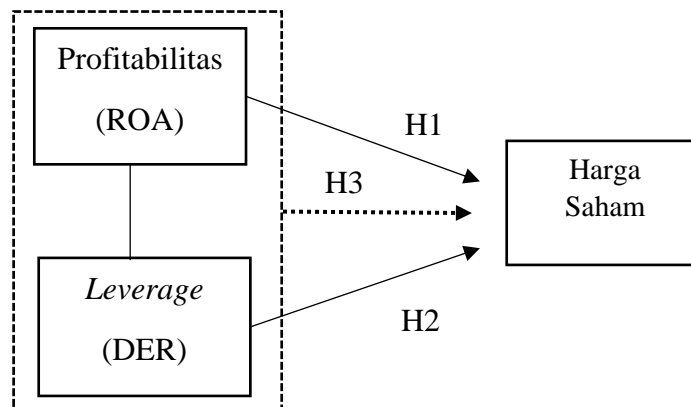 Profitabilitas
(ROA)
H1
H3
Harga
Saham
Leverage
(DER)
H2